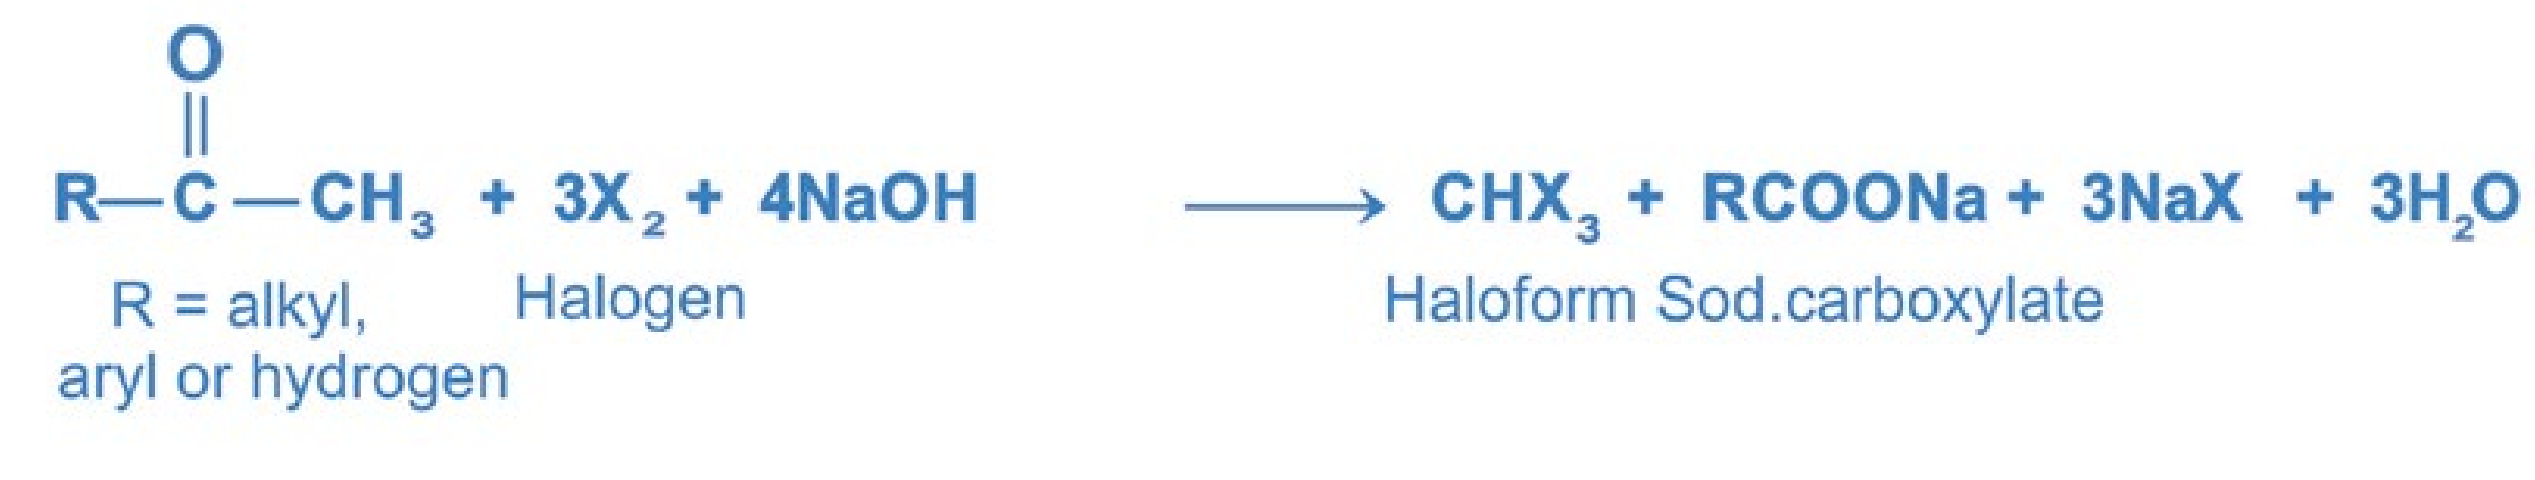 O
R—C—CH₃ + 3X₂ + 4NaOH → CHX₃ + RCOONa + 3NaX + 3H₂O
R = alkyl, Halogen Haloform Sod.carboxylate
aryl or hydrogen